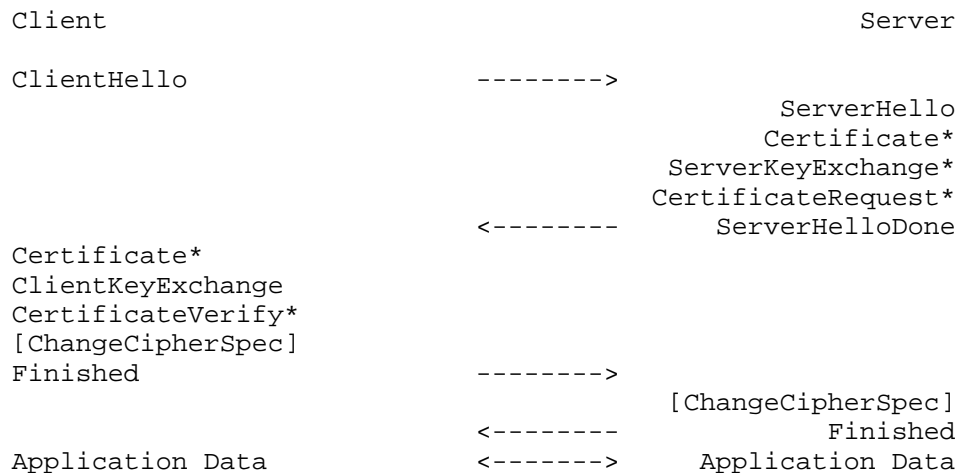 Client Server
ClientHello -------->
ServerHello
Certificate*
ServerKeyExchange*
CertificateRequest*
<-------- ServerHelloDone
Certificate*
ClientKeyExchange
CertificateVerify*
[ChangeCipherSpec]
Finished -------->
[ChangeCipherSpec]
<-------- Finished
Application Data <-------> Application Data